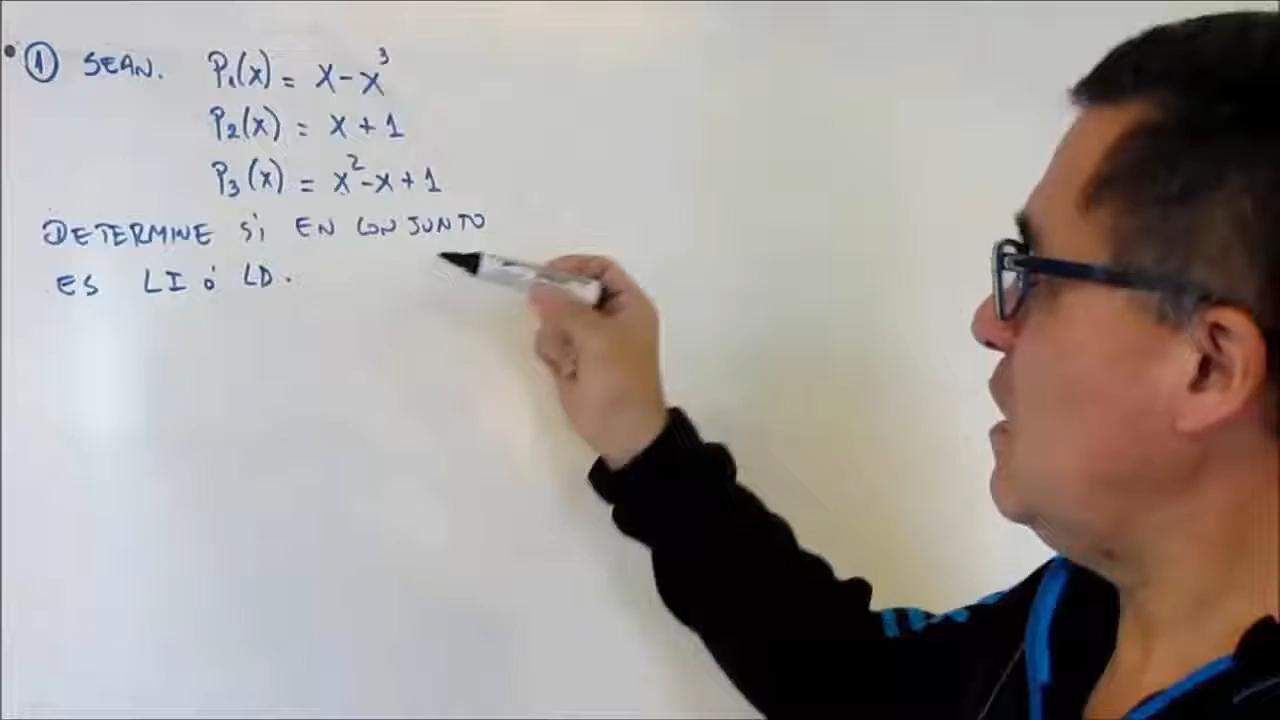 ① SEAN. P₁(x) = x - x³
P₂(x) = x + 1
P₃(x) = x² - x + 1
DETERMINE Si EN CONJUNTO
ES LI ó LD.